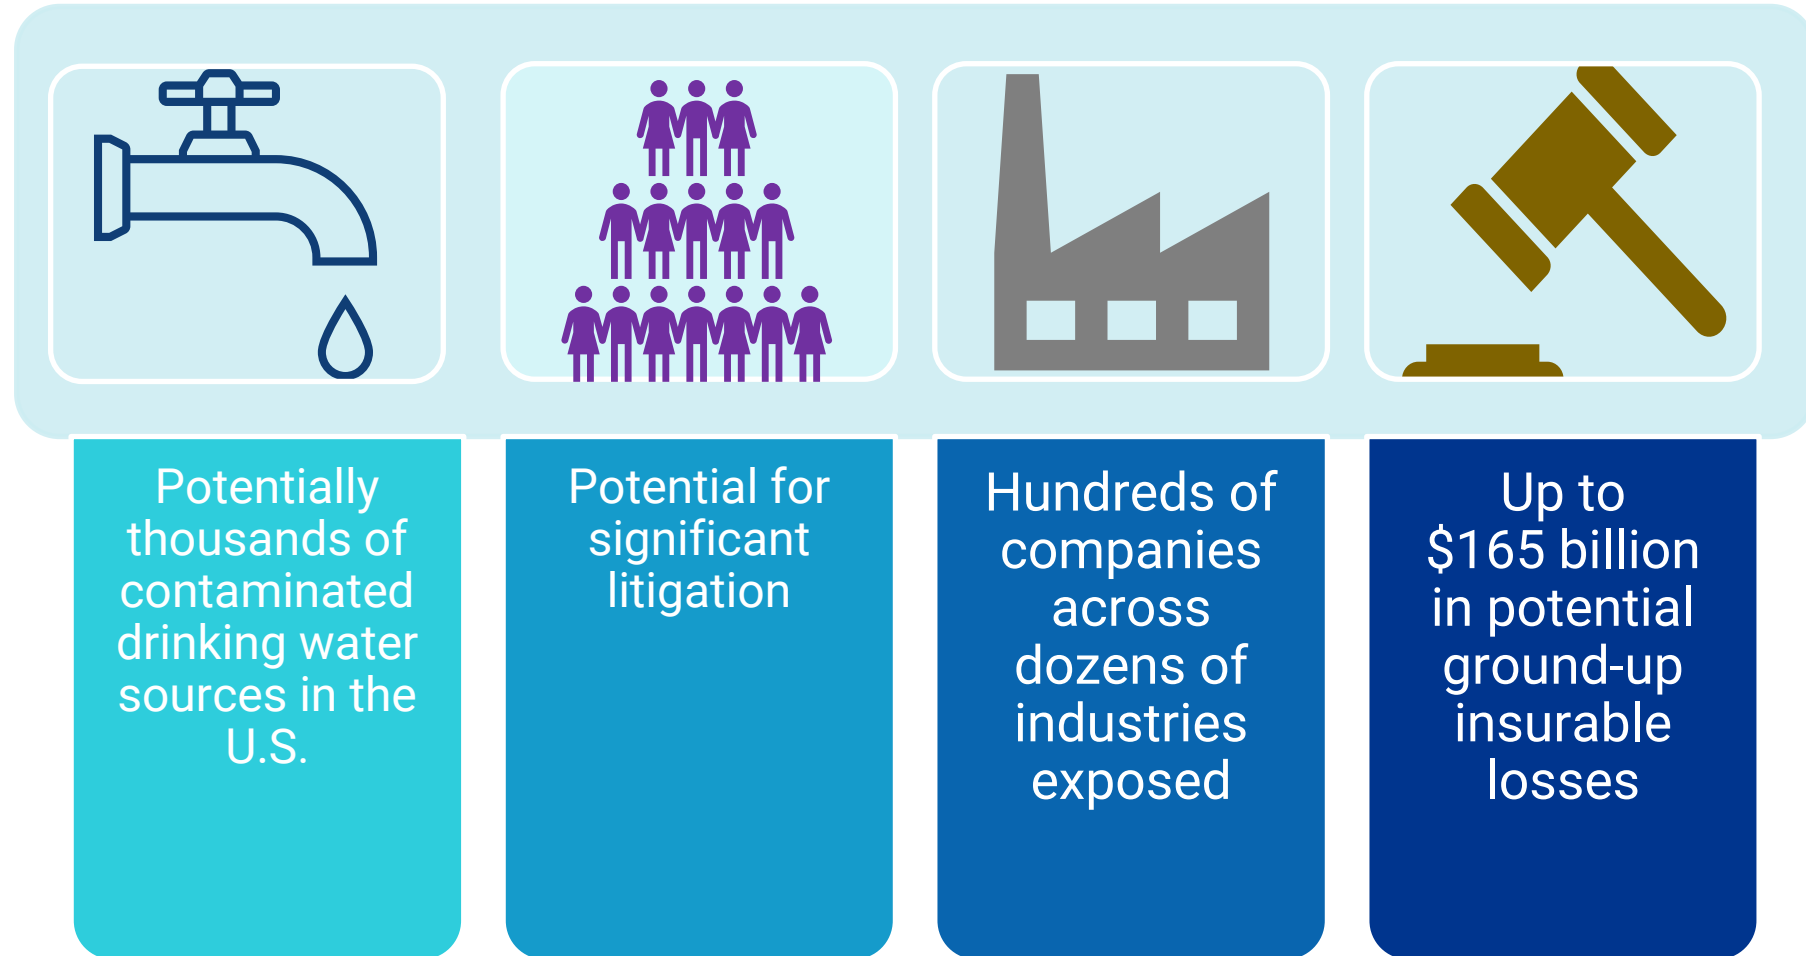 Potentially
thousands of
contaminated
drinking water
sources in the
U.S.
Potential for
significant
litigation
Hundreds of
companies
across
dozens of
industries
exposed
Up to
$165 billion
in potential
ground-up
insurable
losses